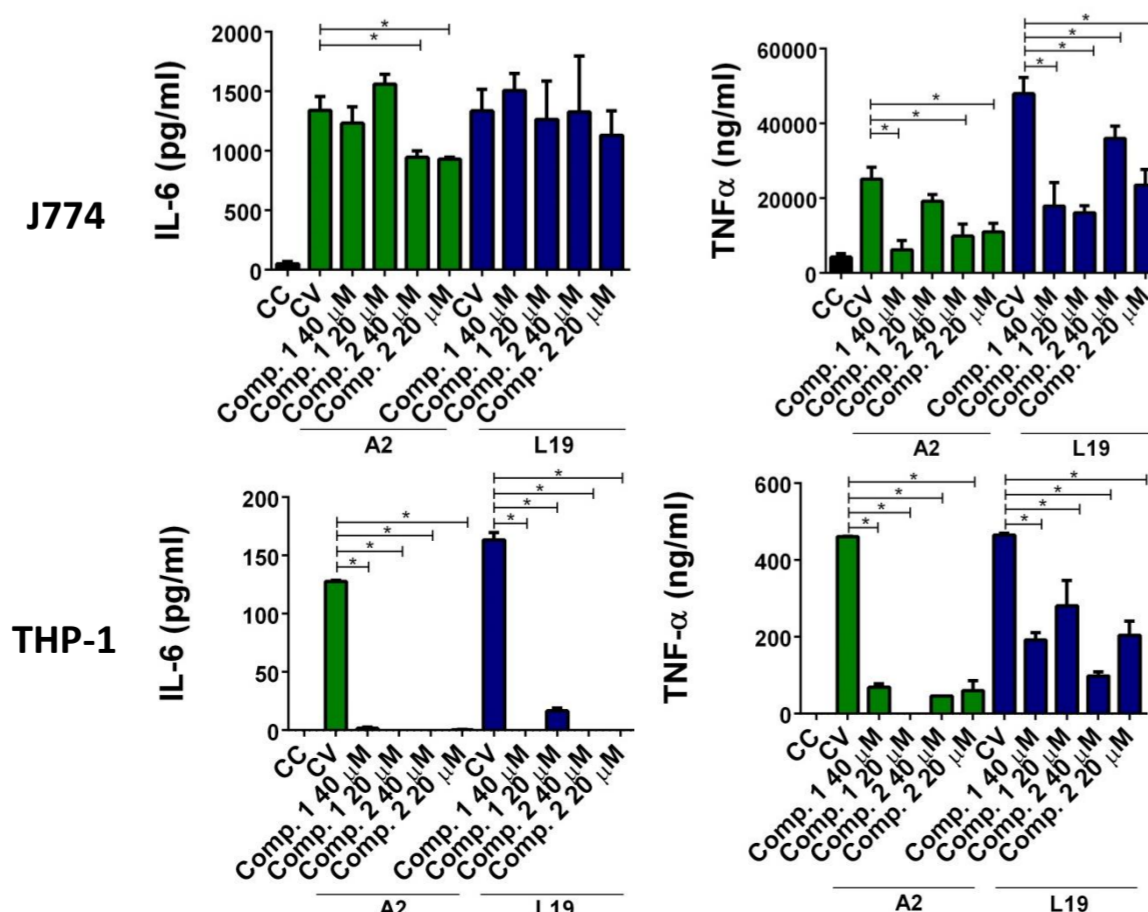 J774
IL-6 (pg/ml)
2000
1500
1000
500
0
*
*
CC
CV
Comp. 1 40 μM
Comp. 1 20 μM
Comp. 2 40 μM
Comp. 2 20 μM
CV
Comp. 1 40 μM
Comp. 1 20 μM
Comp. 2 40 μM
Comp. 2 20 μM
A2
L19
TNFα (ng/ml)
60000
40000
20000
0
*
*
*
*
*
*
*
CC
CV
Comp. 1 40 μM
Comp. 1 20 μM
Comp. 2 40 μM
Comp. 2 20 μM
CV
Comp. 1 40 μM
Comp. 1 20 μM
Comp. 2 40 μM
Comp. 2 20 μM
A2
L19
THP-1
IL-6 (pg/ml)
200
150
100
50
0
*
*
*
*
*
*
*
*
CC
CV
Comp. 1 40 μM
Comp. 1 20 μM
Comp. 2 40 μM
Comp. 2 20 μM
CV
Comp. 1 40 μM
Comp. 1 20 μM
Comp. 2 40 μM
Comp. 2 20 μM
A2
L19
TNF-α (ng/ml)
600
400
200
0
*
*
*
*
*
*
*
*
CC
CV
Comp. 1 40 μM
Comp. 1 20 μM
Comp. 2 40 μM
Comp. 2 20 μM
CV
Comp. 1 40 μM
Comp. 1 20 μM
Comp. 2 40 μM
Comp. 2 20 μM
A2
L19